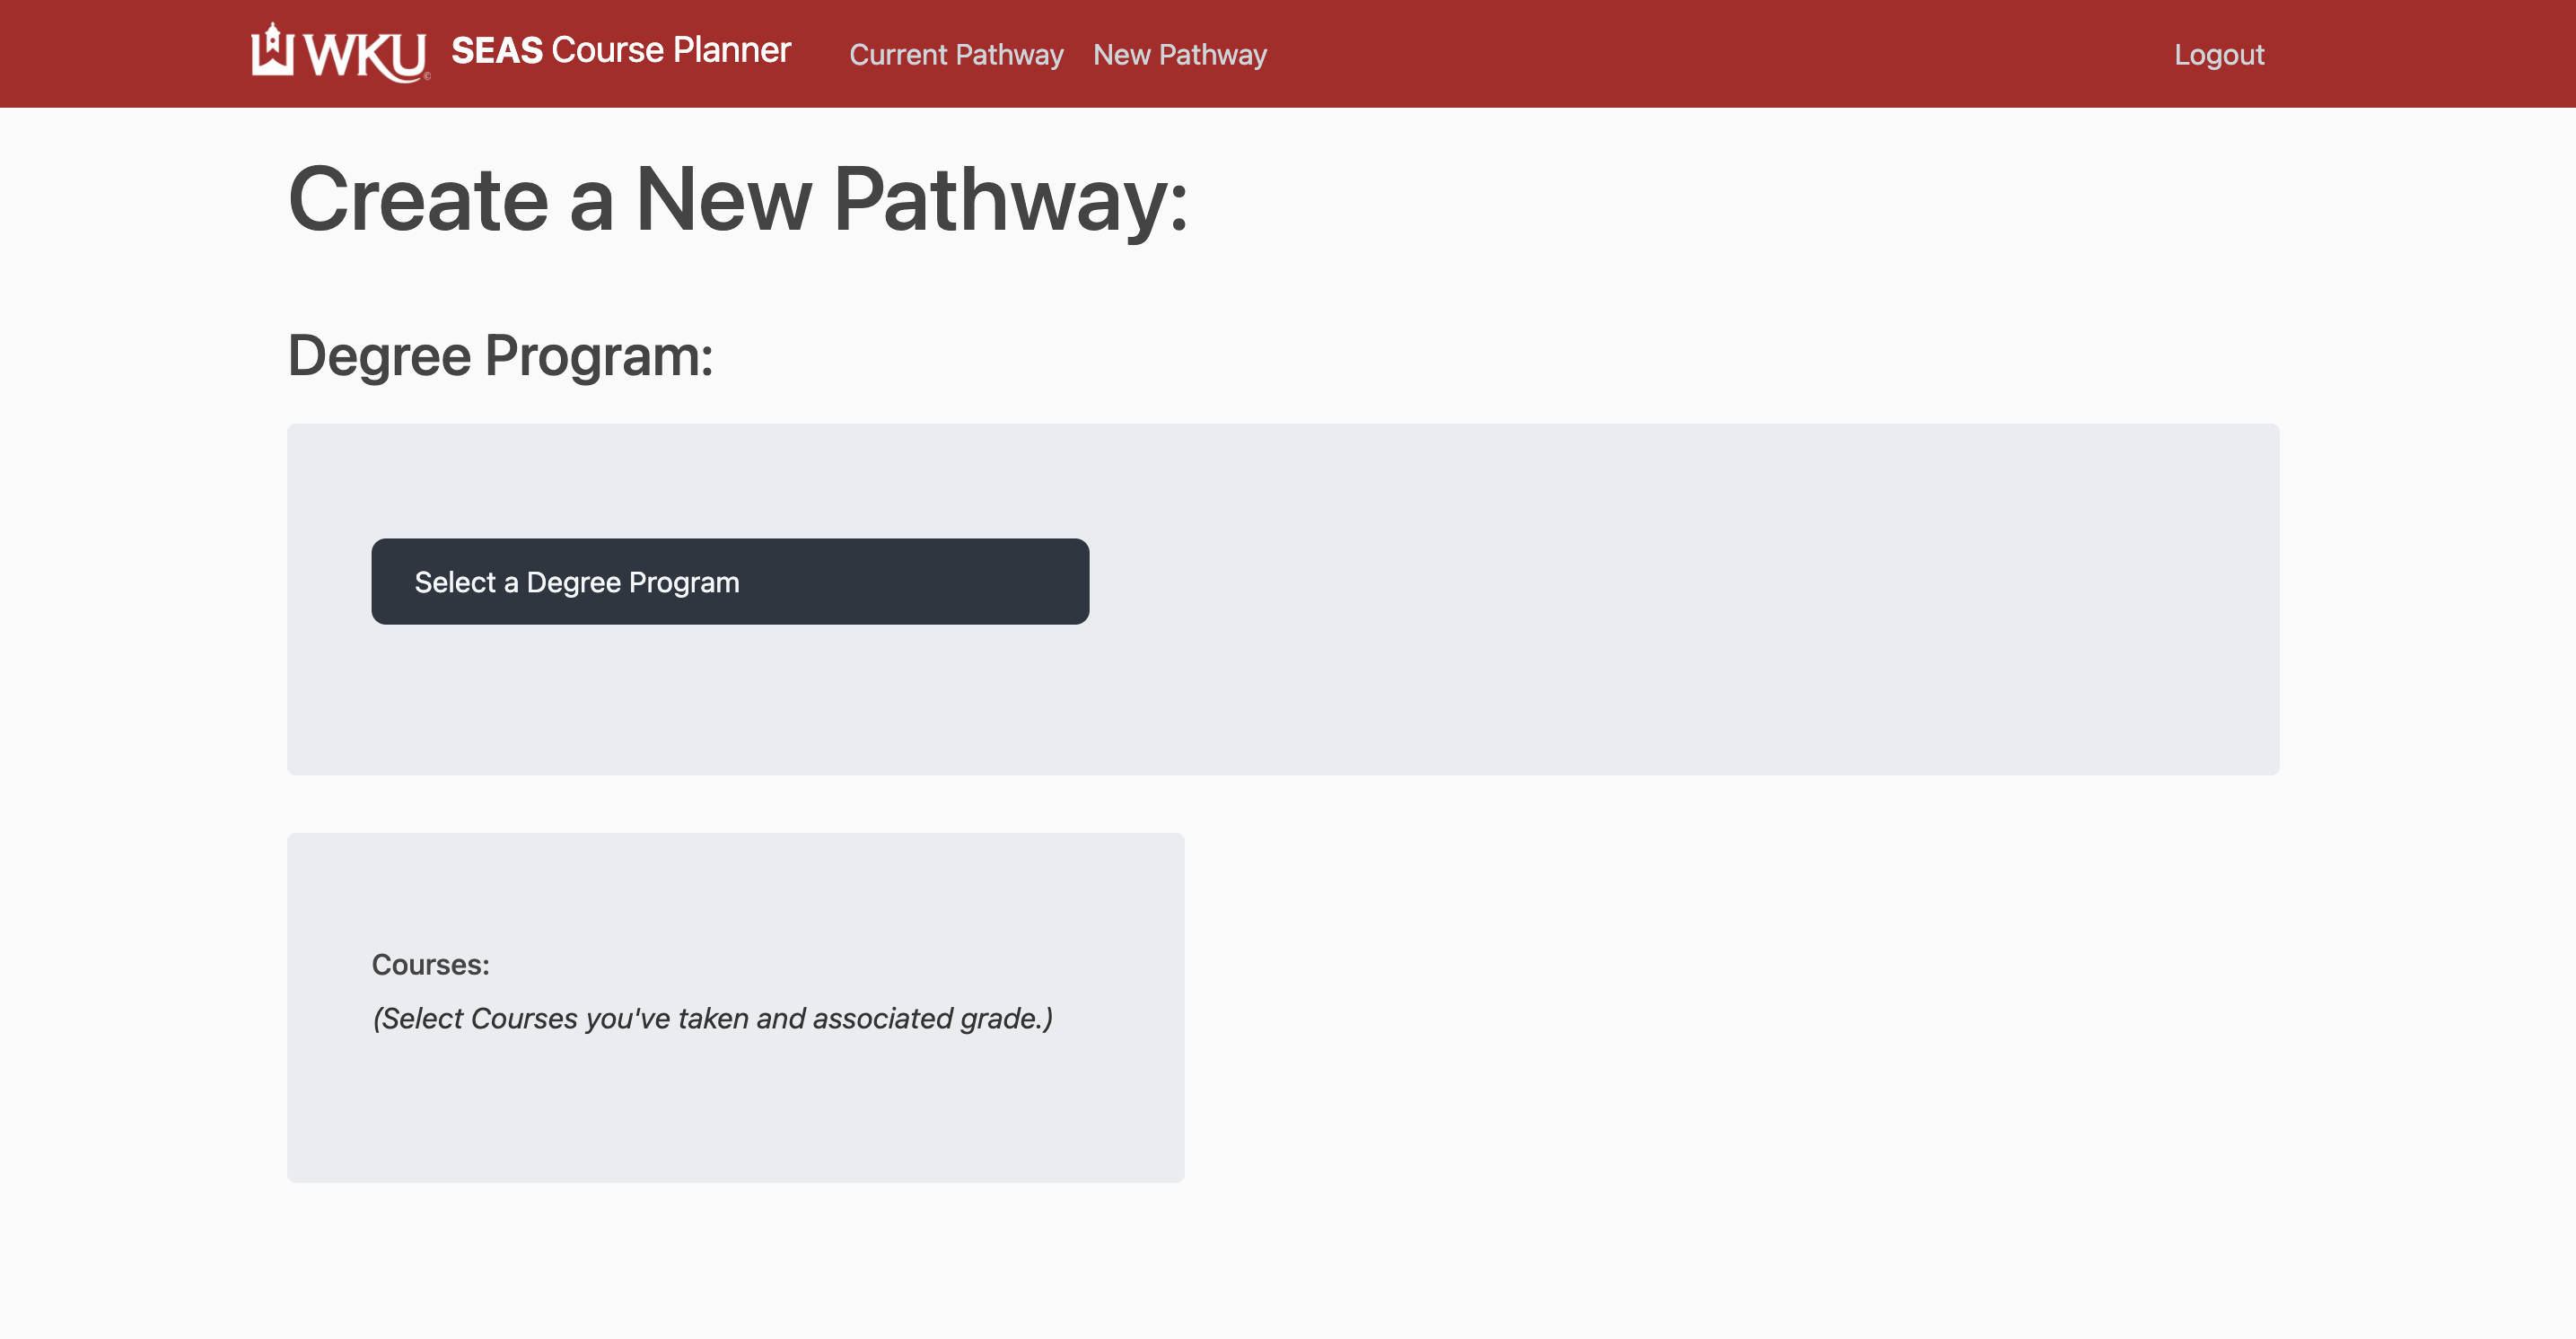 WKU© SEAS Course Planner Current Pathway New Pathway Logout
Create a New Pathway:
Degree Program:
Select a Degree Program
Courses:
(Select Courses you've taken and associated grade.)